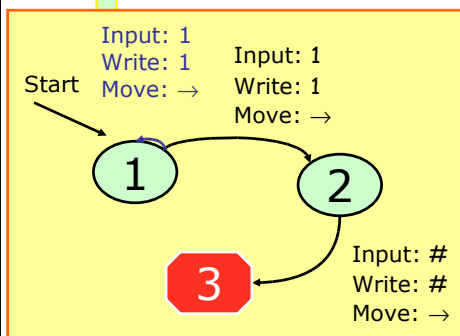 Input: 1
Write: 1
Move: →
Input: 1
Write: 1
Move: →
Start
1
2
3
Input: #
Write: #
Move: →